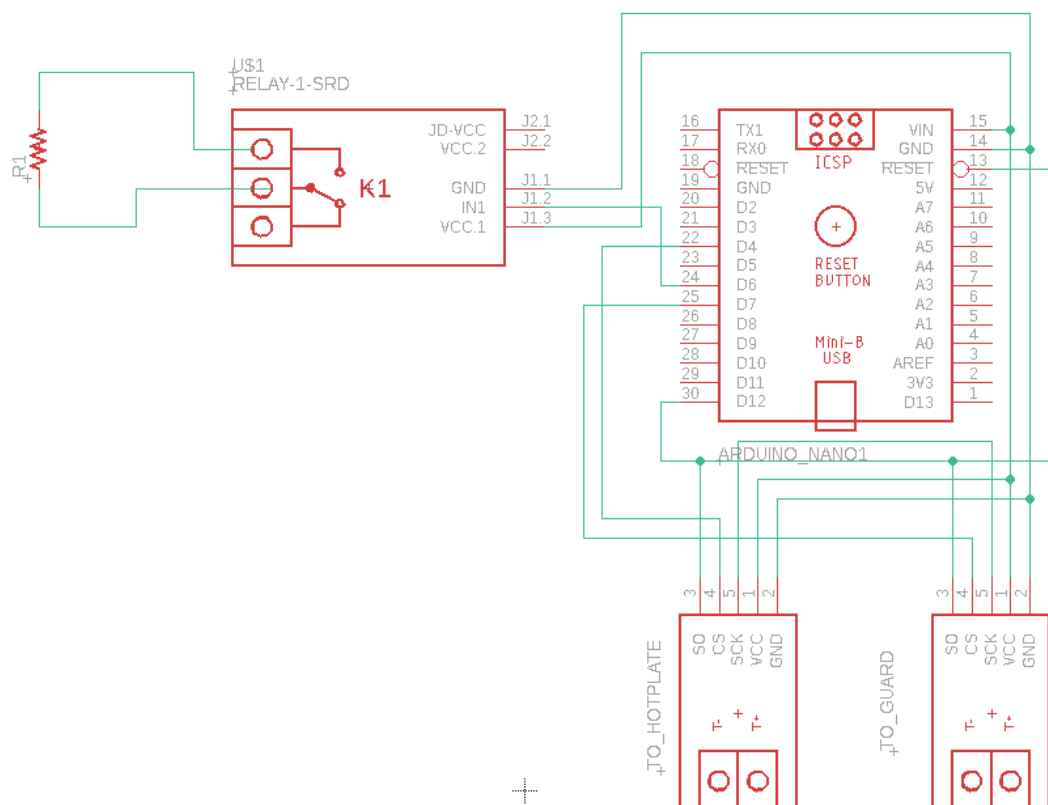 U$1
RELAY-1-SRD
R1
JD-VCC J2.1
VCC.2 J2.2
GND J1.1
IN1 J1.2
VCC.1 J1.3
K1
16 TX1 VIN 15
17 RX0 GND 14
18 RESET RESET 13
19 GND 5V 12
20 D2 A7 11
21 D3 A6 10
22 D4 A5 9
23 D5 A4 8
24 D6 A3 7
25 D7 A2 6
26 D8 A1 5
27 D9 A0 4
28 D10 AREF 3
29 D11 3V3 2
30 D12 D13 1
ICSP
RESET
BUTTON
Mini-B
USB
ARDUINO_NANO1
3 4 5 1 2
SO CS SCK VCC GND
T- + T+
TO_HOTPLATE
3 4 5 1 2
SO CS SCK VCC GND
T- + T+
TO_GUARD